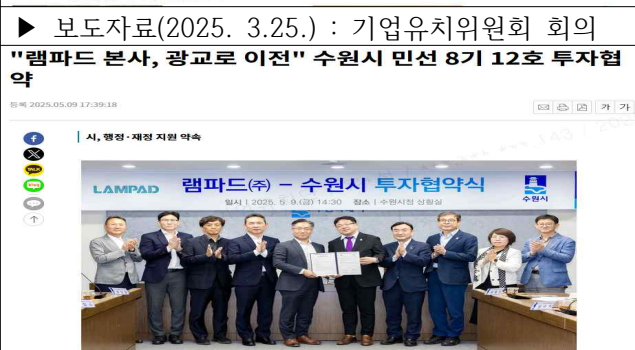 ▶ 보도자료(2025. 3.25.) : 기업유치위원회 회의
"램파드 본사, 광교로 이전" 수원시 민선 8기 12호 투자협
약
등록 2025.05.09 17:39:18
가 가
시, 행정·재정 지원 약속
LAMPAD 램파드(株) - 수원시 투자협약식
수원시
일시 | 2025. 5. 9.(금) 14:30 장소 | 수원시청 상황실
TALK
blog